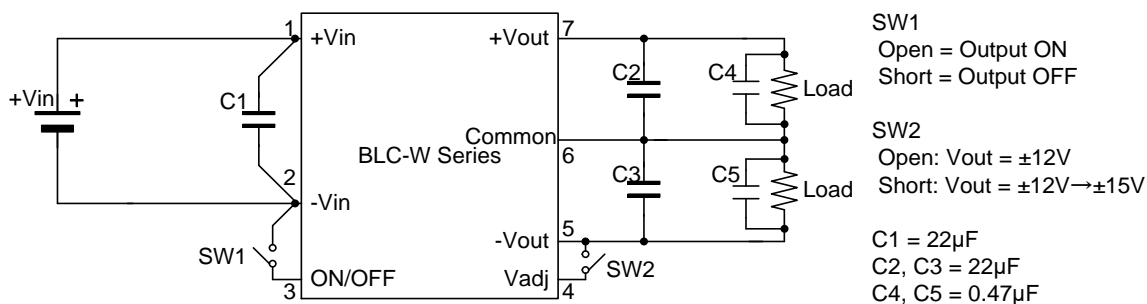 1
+Vin
+Vout
7
SW1
Open = Output ON
Short = Output OFF
C2
C4
Load
+Vin
+
C1
Common
6
BLC-W Series
SW2
Open: Vout = ±12V
Short: Vout = ±12V→±15V
2
-Vin
C3
C5
Load
5
-Vout
SW1
ON/OFF
3
Vadj
4
SW2
C1 = 22µF
C2, C3 = 22µF
C4, C5 = 0.47µF